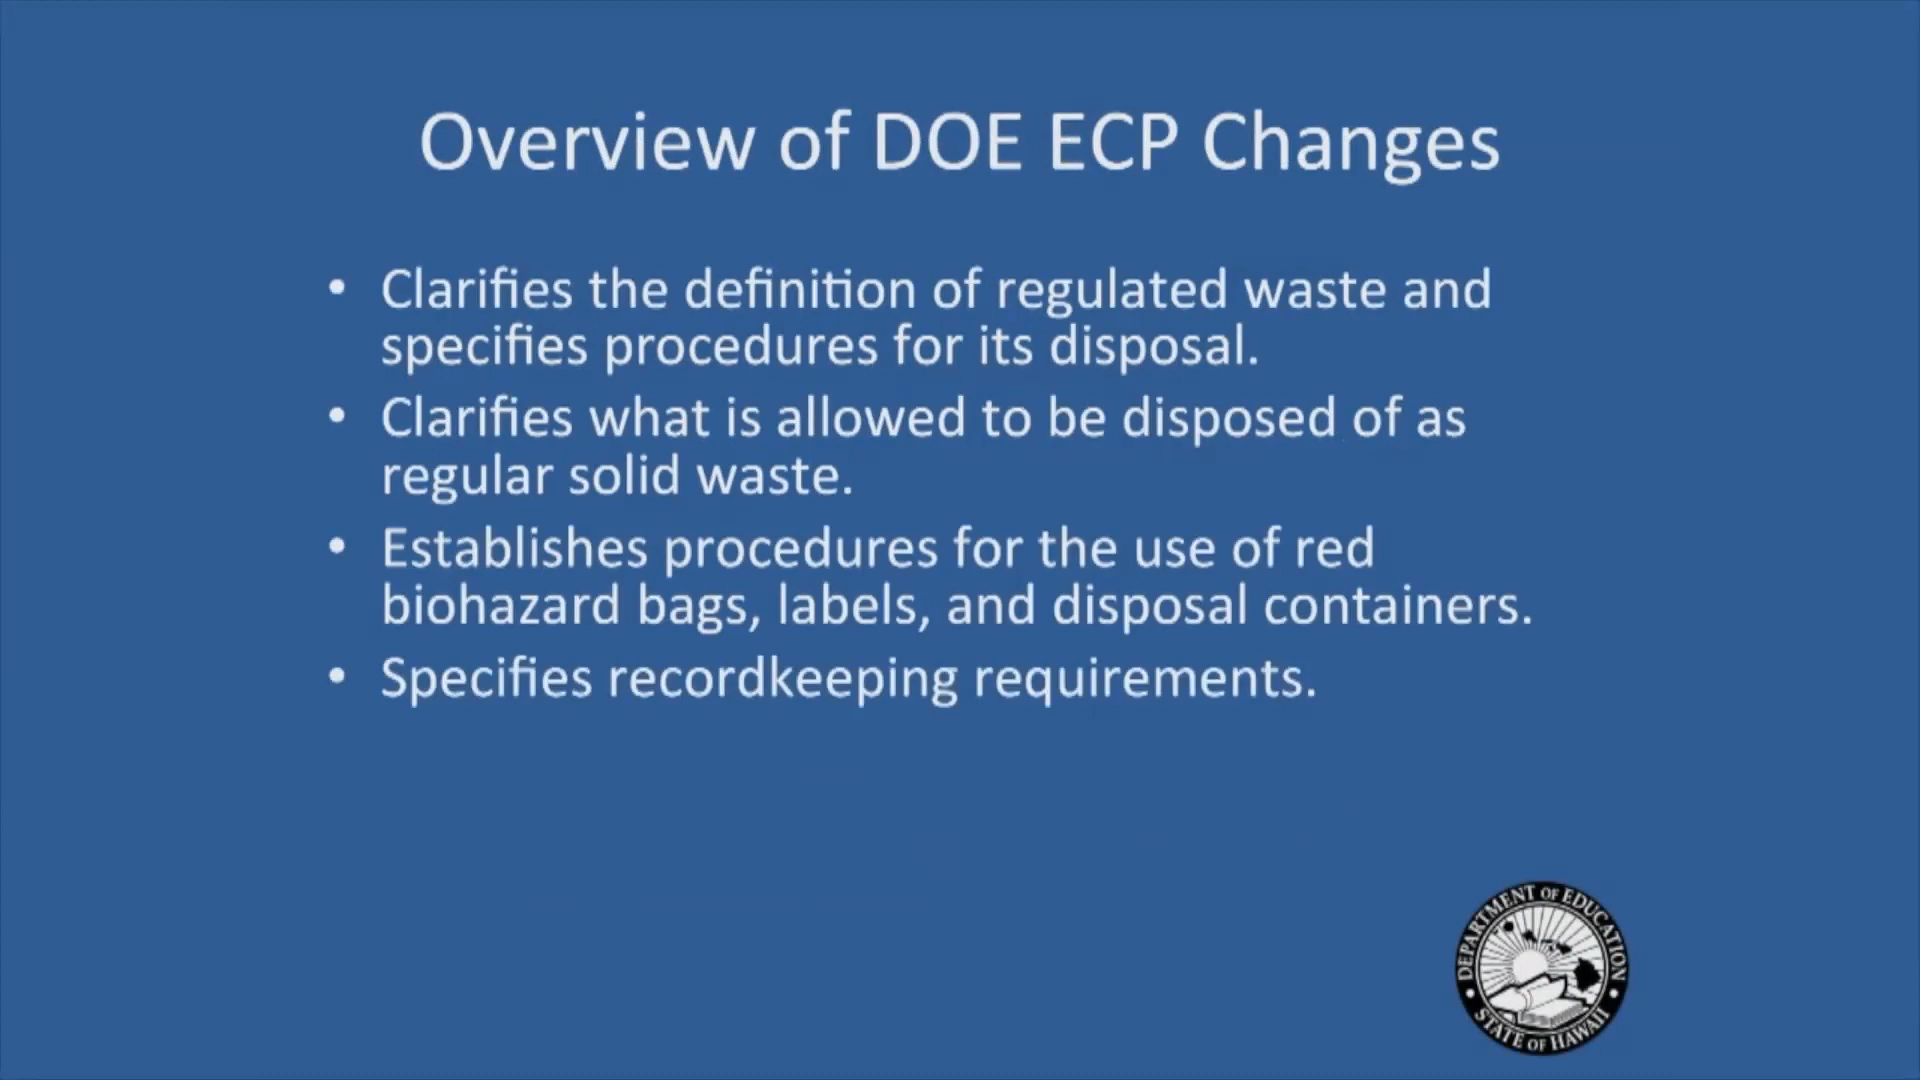 Overview of DOE ECP Changes
• Clarifies the definition of regulated waste and
specifies procedures for its disposal.
• Clarifies what is allowed to be disposed of as
regular solid waste.
• Establishes procedures for the use of red
biohazard bags, labels, and disposal containers.
• Specifies recordkeeping requirements.
DEPARTMENT OF EDUCATION
• STATE OF HAWAII •